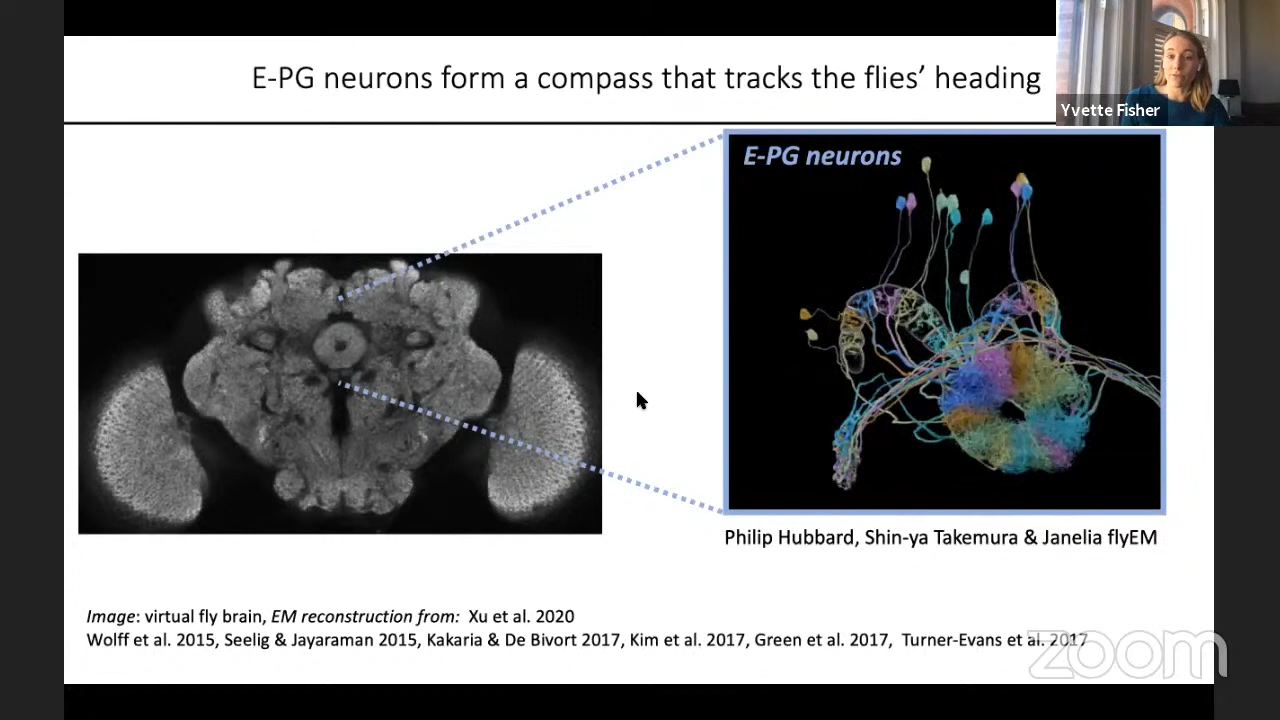 E-PG neurons form a compass that tracks the flies’ heading
Yvette Fisher
E-PG neurons
Philip Hubbard, Shin-ya Takemura & Janelia flyEM
Image: virtual fly brain, EM reconstruction from:  Xu et al. 2020
Wolff et al. 2015, Seelig & Jayaraman 2015, Kakaria & De Bivort 2017, Kim et al. 2017, Green et al. 2017,  Turner-Evans et al. 2017
zoom